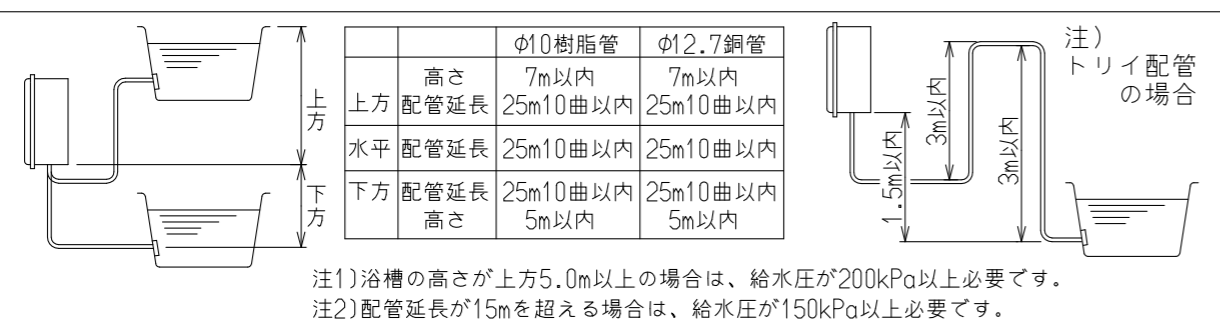 上方
下方
φ10樹脂管 φ12.7銅管
上方 高さ 7m以内 7m以内
配管延長 25m10曲以内 25m10曲以内
水平 配管延長 25m10曲以内 25m10曲以内
下方 配管延長 25m10曲以内 25m10曲以内
高さ 5m以内 5m以内
注)
トリイ配管
の場合
3m以内
3m以内
1.5m以内
注1)浴槽の高さが上方5.0m以上の場合は、給水圧が200kPa以上必要です。
注2)配管延長が15mを超える場合は、給水圧が150kPa以上必要です。